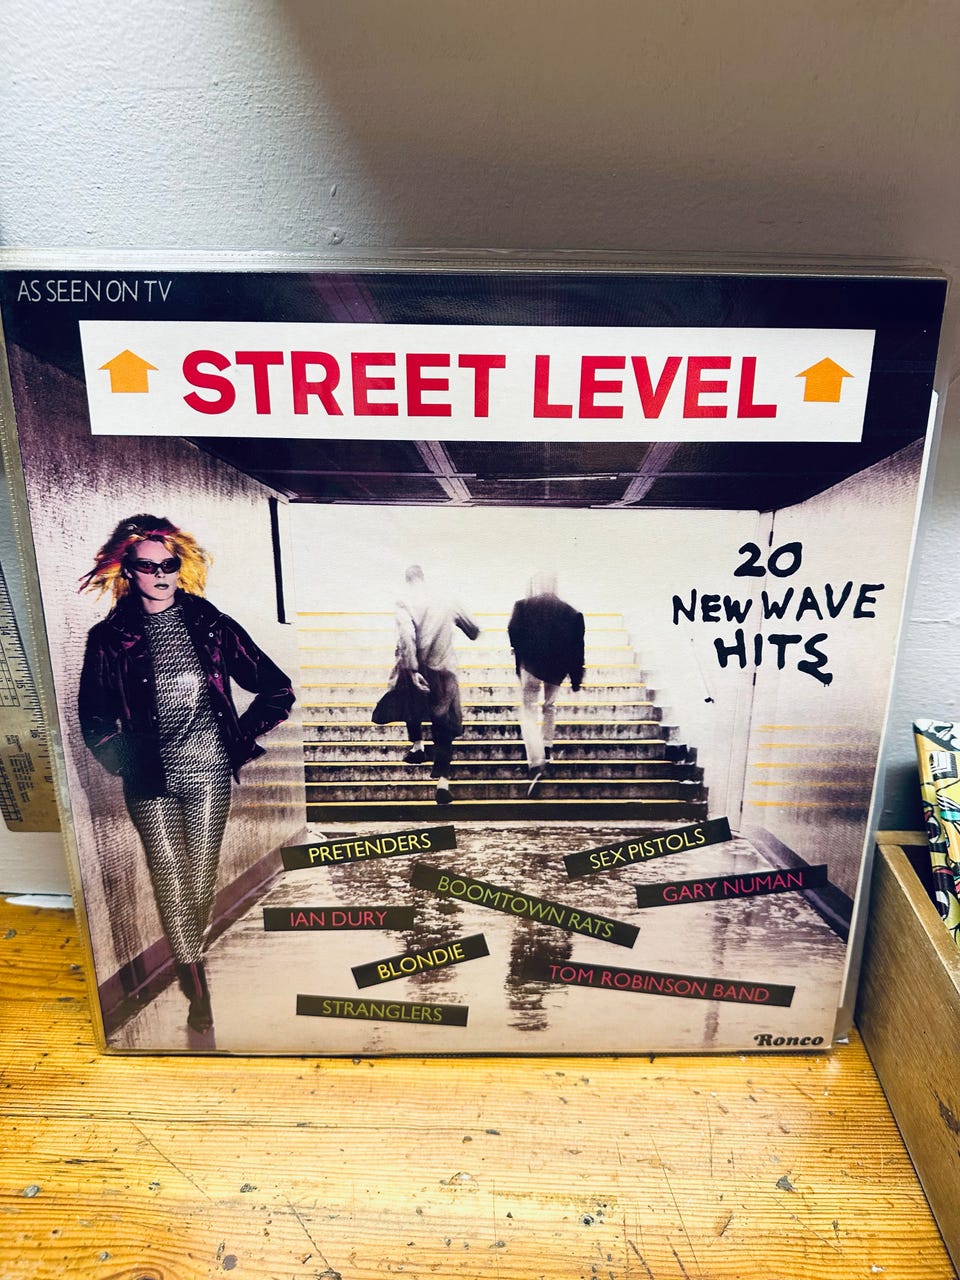 AS SEEN ON TV
STREET LEVEL
20
NEW WAVE
HITS
PRETENDERS
SEX PISTOLS
BOOMTOWN RATS
GARY NUMAN
IAN DURY
BLONDIE
TOM ROBINSON BAND
STRANGLERS
Ronco